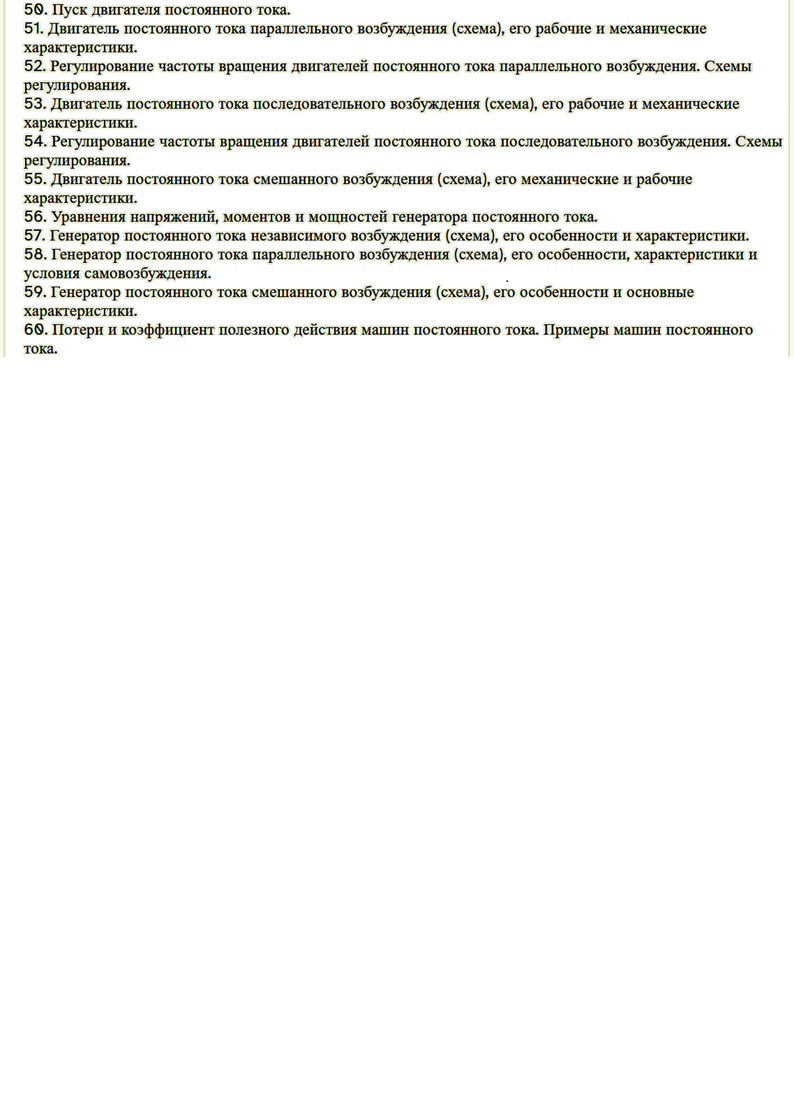 50. Пуск двигателя постоянного тока.
51. Двигатель постоянного тока параллельного возбуждения (схема), его рабочие и механические
характеристики.
52. Регулирование частоты вращения двигателей постоянного тока параллельного возбуждения. Схемы
регулирования.
53. Двигатель постоянного тока последовательного возбуждения (схема), его рабочие и механические
характеристики.
54. Регулирование частоты вращения двигателей постоянного тока последовательного возбуждения. Схемы
регулирования.
55. Двигатель постоянного тока смешанного возбуждения (схема), его механические и рабочие
характеристики.
56. Уравнения напряжений, моментов и мощностей генератора постоянного тока.
57. Генератор постоянного тока независимого возбуждения (схема), его особенности и характеристики.
58. Генератор постоянного тока параллельного возбуждения (схема), его особенности, характеристики и
условия самовозбуждения.
59. Генератор постоянного тока смешанного возбуждения (схема), его особенности и основные
характеристики.
60. Потери и коэффициент полезного действия машин постоянного тока. Примеры машин постоянного
тока.